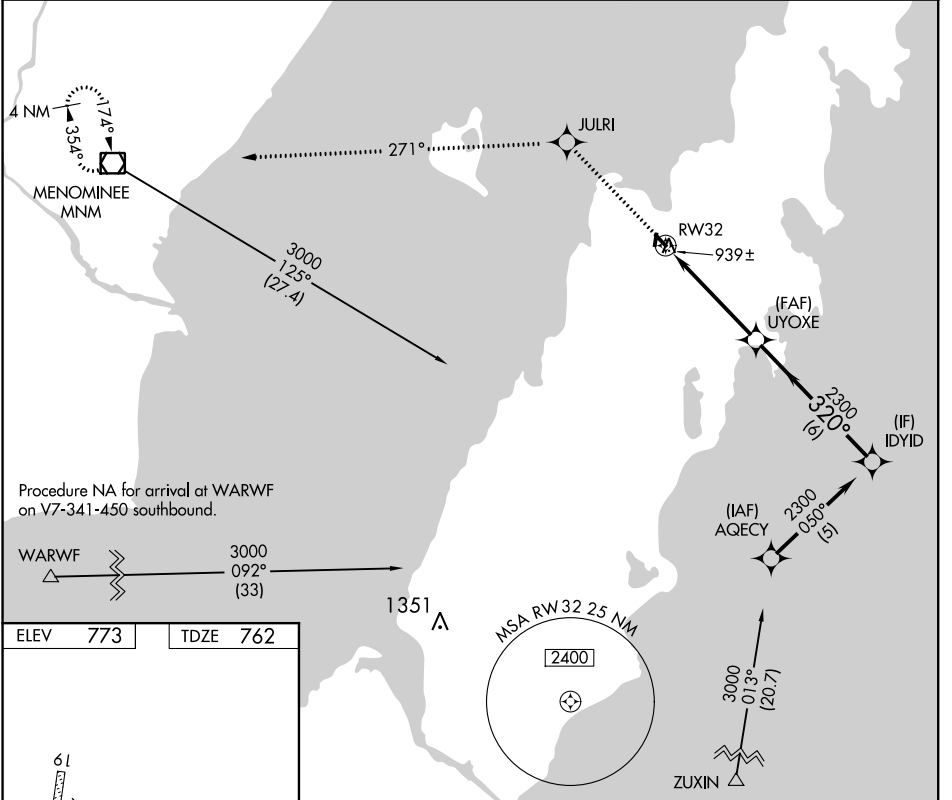 4 NM
174°
354°
MENOMINEE
MNM
271°
JULRI
RW32
939±
3000
125°
(27.4)
(FAF)
UYOXE
2300
320°
(6)
(IF)
IDYID
Procedure NA for arrival at WARWF
on V7-341-450 southbound.
WARWF
3000
092°
(33)
(IAF)
AQECY
2300
050°
(5)
1351
MSA RW32 25 NM
2400
3000
013°
(20.7)
ZUXIN
ELEV 773
TDZE 762
19